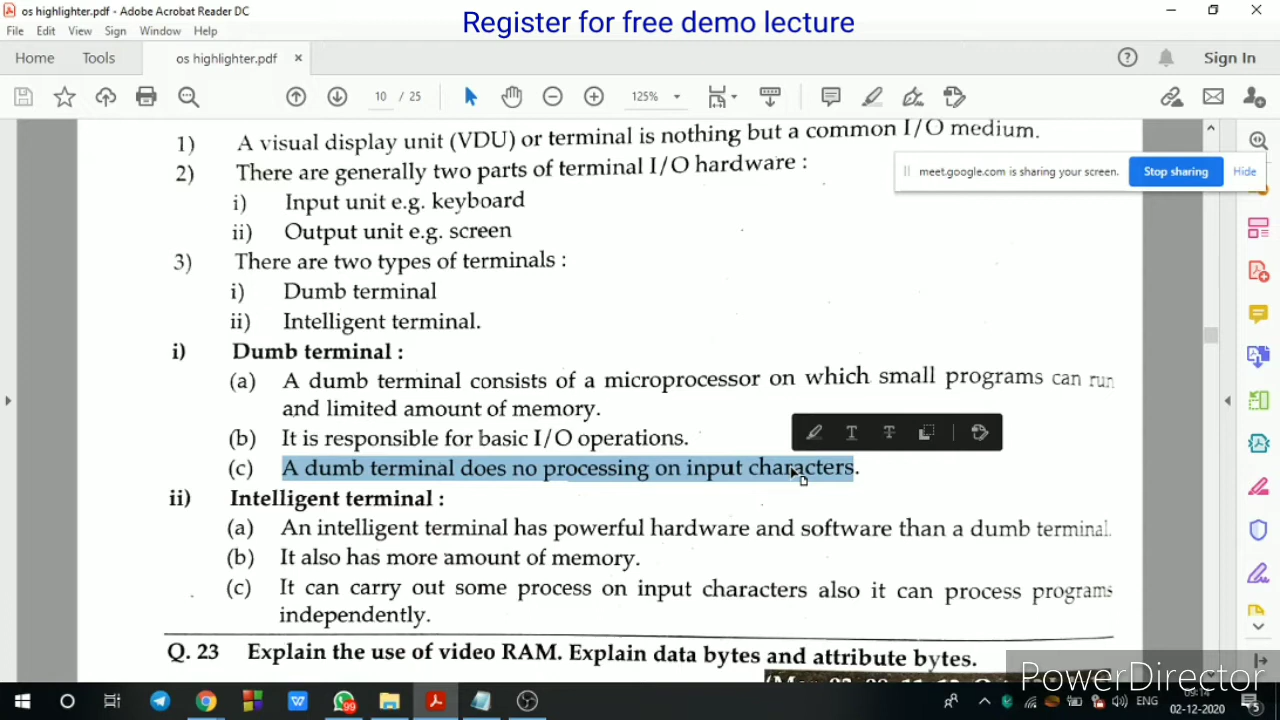 os highlighter.pdf - Adobe Acrobat Reader DC
Register for free demo lecture
File Edit View Sign Window Help
Home Tools os highlighter.pdf × Sign In
10 / 25 125%
1) A visual display unit (VDU) or terminal is nothing but a common I/O medium.
2) There are generally two parts of terminal I/O hardware :
meet.google.com is sharing your screen. Stop sharing Hide
i) Input unit e.g. keyboard
ii) Output unit e.g. screen
3) There are two types of terminals :
i) Dumb terminal
ii) Intelligent terminal.
i) Dumb terminal :
(a) A dumb terminal consists of a microprocessor on which small programs can run
and limited amount of memory.
(b) It is responsible for basic I/O operations.
(c) A dumb terminal does no processing on input characters.
ii) Intelligent terminal :
(a) An intelligent terminal has powerful hardware and software than a dumb terminal.
(b) It also has more amount of memory.
(c) It can carry out some process on input characters also it can process programs
independently.
Q. 23 Explain the use of video RAM. Explain data bytes and attribute bytes.
PowerDirector
99
ENG
02-12-2020
5